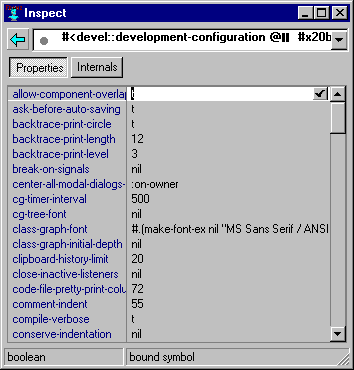 Inspect
#<devel::development-configuration @ #x20b
Properties Internals
allow-component-overlap t
ask-before-auto-saving t
backtrace-print-circle t
backtrace-print-length 12
backtrace-print-level 3
break-on-signals nil
center-all-modal-dialogs- :on-owner
cg-timer-interval 500
cg-tree-font nil
class-graph-font #.(make-font-ex nil "MS Sans Serif / ANSI
class-graph-initial-depth nil
clipboard-history-limit 20
close-inactive-listeners nil
code-file-pretty-print-colu 72
comment-indent 55
compile-verbose t
conserve-indentation nil
boolean bound symbol